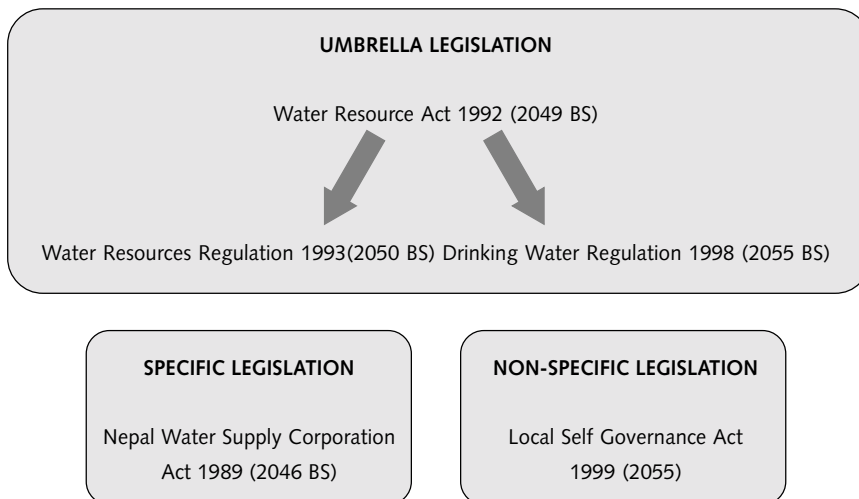 UMBRELLA LEGISLATION
Water Resource Act 1992 (2049 BS)
Water Resources Regulation 1993(2050 BS) Drinking Water Regulation 1998 (2055 BS)
SPECIFIC LEGISLATION
Nepal Water Supply Corporation
Act 1989 (2046 BS)
NON-SPECIFIC LEGISLATION
Local Self Governance Act
1999 (2055)